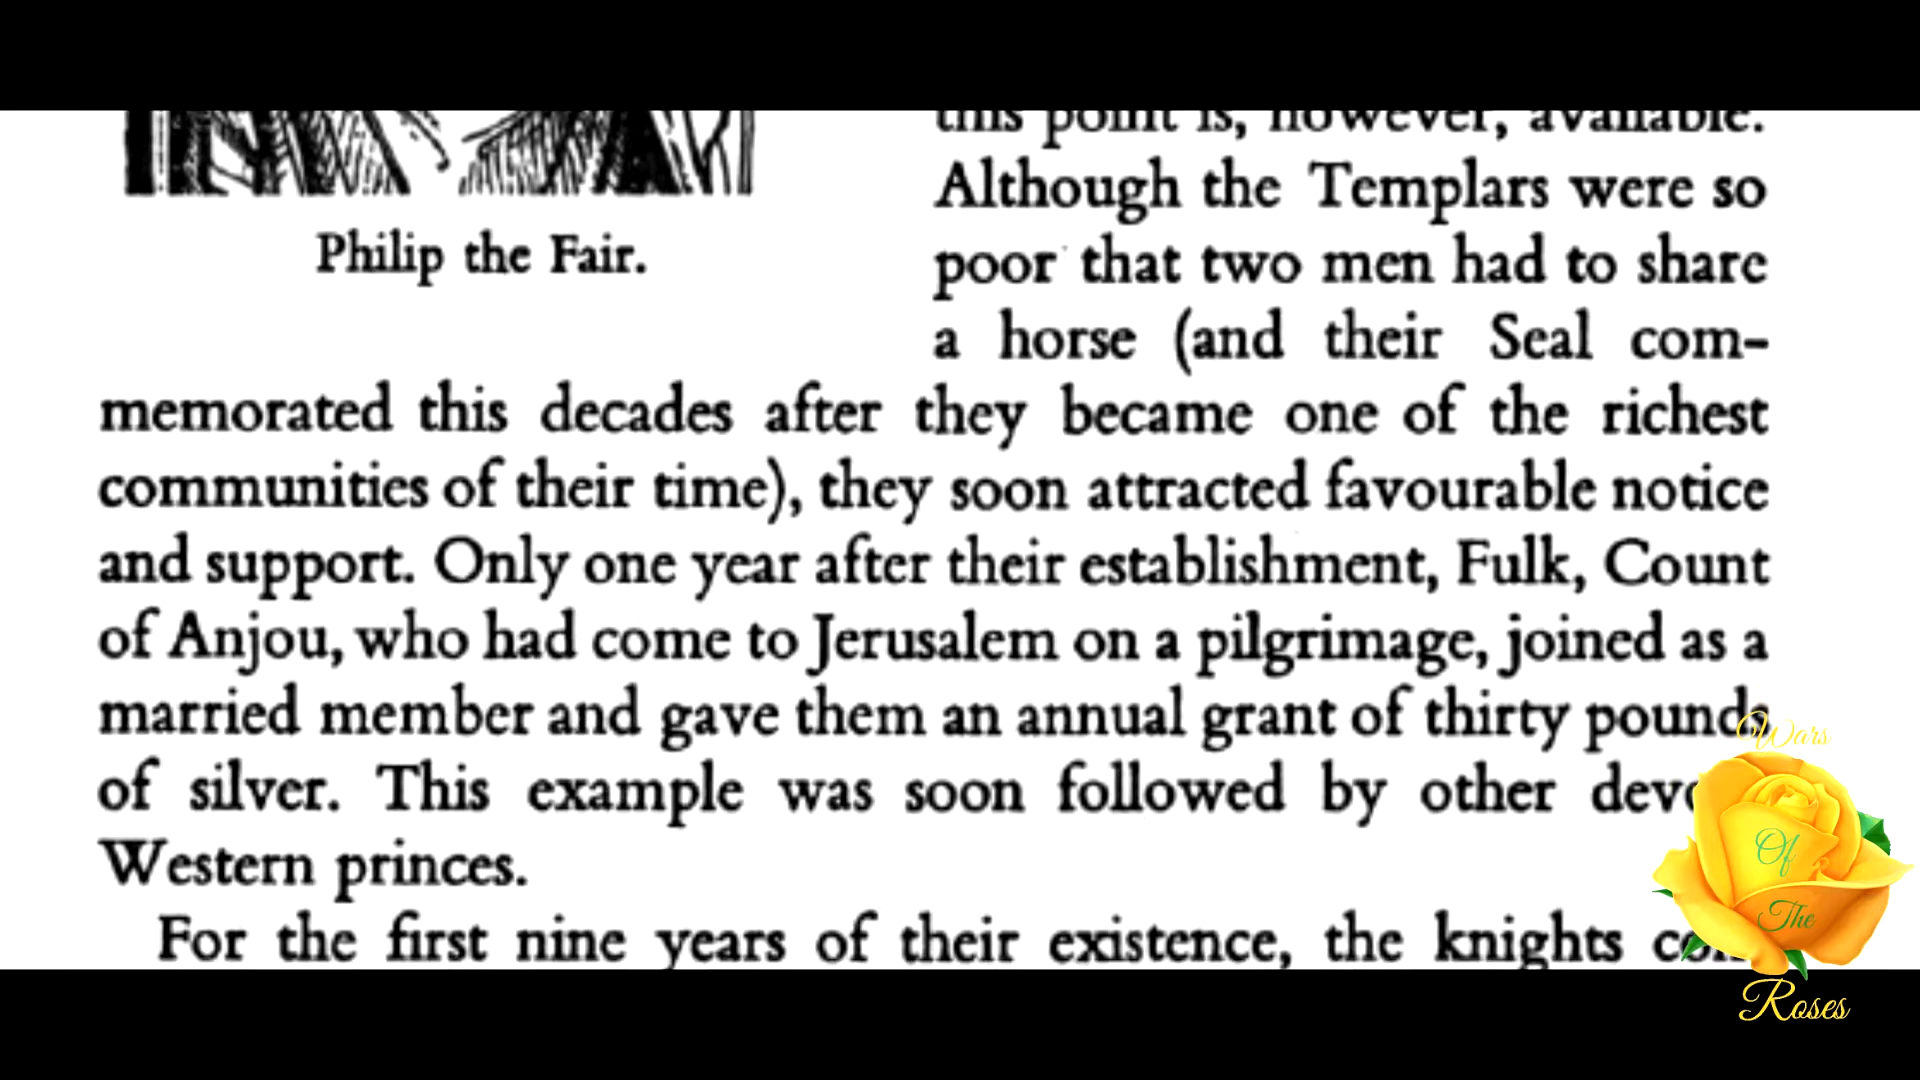 this point is, however, available.
Although the Templars were so
Philip the Fair.
poor that two men had to share
a horse (and their Seal com-
memorated this decades after they became one of the richest
communities of their time), they soon attracted favourable notice
and support. Only one year after their establishment, Fulk, Count
of Anjou, who had come to Jerusalem on a pilgrimage, joined as a
married member and gave them an annual grant of thirty pounds
of silver. This example was soon followed by other
Western princes.
For the first nine years of their existence, the knights
Wars
Of
The
Roses